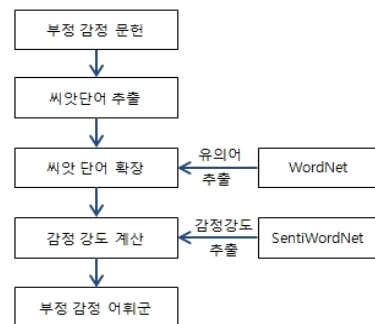 부정 감정 문헌
씨앗단어 추출
씨앗 단어 확장
유의어
추출
WordNet
감정 강도 계산
감정강도
추출
SentiWordNet
부정 감정 어휘군